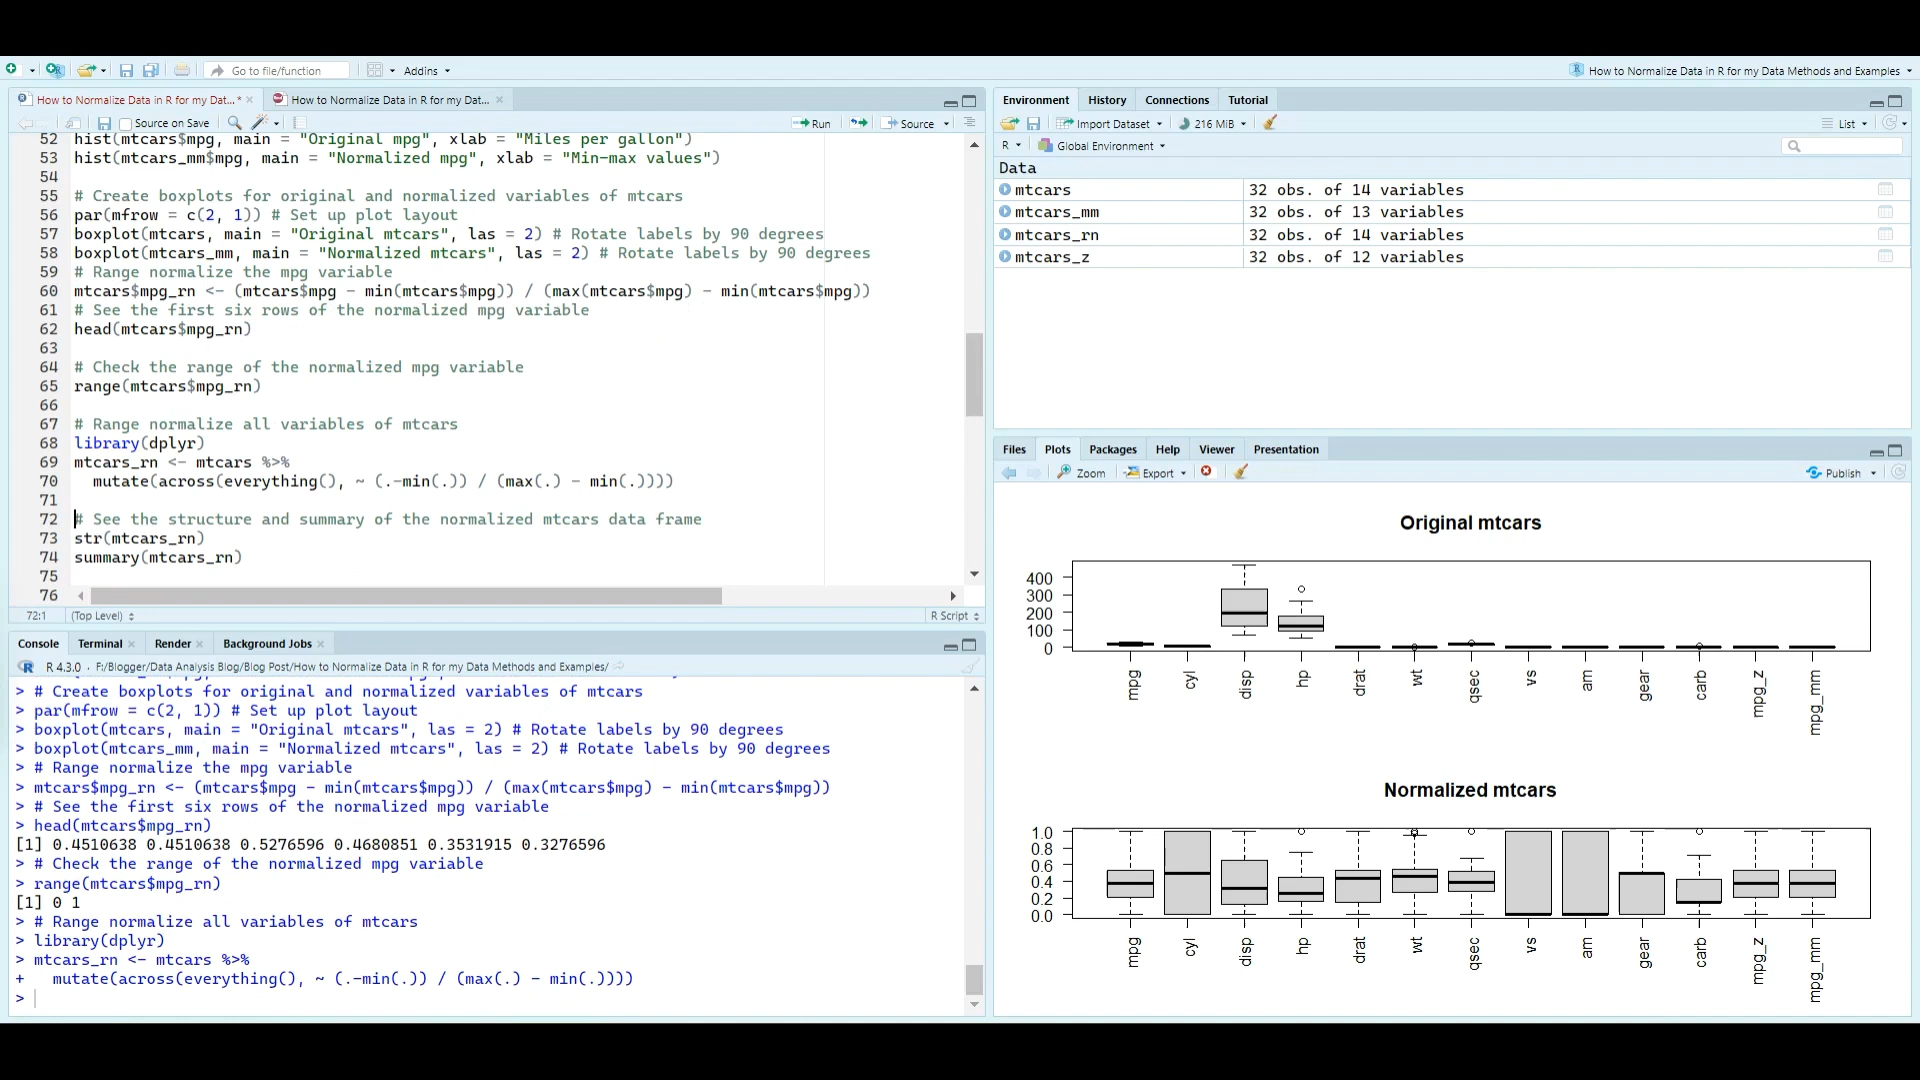 Go to file/function
Addins
How to Normalize Data in R for my Data Methods and Examples
How to Normalize Data in R for my Dat...*
How to Normalize Data in R for my Dat...
Source on Save
Run
Source
52 hist(mtcars$mpg, main = "Original mpg", xlab = "Miles per gallon")
53 hist(mtcars_mm$mpg, main = "Normalized mpg", xlab = "Min-max values")
54
55 # Create boxplots for original and normalized variables of mtcars
56 par(mfrow = c(2, 1)) # Set up plot layout
57 boxplot(mtcars, main = "Original mtcars", las = 2) # Rotate labels by 90 degrees
58 boxplot(mtcars_mm, main = "Normalized mtcars", las = 2) # Rotate labels by 90 degrees
59 # Range normalize the mpg variable
60 mtcars$mpg_rn <- (mtcars$mpg - min(mtcars$mpg)) / (max(mtcars$mpg) - min(mtcars$mpg))
61 # See the first six rows of the normalized mpg variable
62 head(mtcars$mpg_rn)
63
64 # Check the range of the normalized mpg variable
65 range(mtcars$mpg_rn)
66
67 # Range normalize all variables of mtcars
68 library(dplyr)
69 mtcars_rn <- mtcars %>%
70 mutate(across(everything(), ~ (.-min(.)) / (max(.) - min(.))))
71
72 # See the structure and summary of the normalized mtcars data frame
73 str(mtcars_rn)
74 summary(mtcars_rn)
75
76
72:1 (Top Level) R Script
Console Terminal Render Background Jobs
R 4.3.0 · F:/Blogger/Data Analysis Blog/Blog Post/How to Normalize Data in R for my Data Methods and Examples/
> # Create boxplots for original and normalized variables of mtcars
> par(mfrow = c(2, 1)) # Set up plot layout
> boxplot(mtcars, main = "Original mtcars", las = 2) # Rotate labels by 90 degrees
> boxplot(mtcars_mm, main = "Normalized mtcars", las = 2) # Rotate labels by 90 degrees
> # Range normalize the mpg variable
> mtcars$mpg_rn <- (mtcars$mpg - min(mtcars$mpg)) / (max(mtcars$mpg) - min(mtcars$mpg))
> # See the first six rows of the normalized mpg variable
> head(mtcars$mpg_rn)
[1] 0.4510638 0.4510638 0.5276596 0.4680851 0.3531915 0.3276596
> # Check the range of the normalized mpg variable
> range(mtcars$mpg_rn)
[1] 0 1
> # Range normalize all variables of mtcars
> library(dplyr)
> mtcars_rn <- mtcars %>%
+ mutate(across(everything(), ~ (.-min(.)) / (max(.) - min(.))))
>
Environment History Connections Tutorial
Import Dataset 216 MiB List
R Global Environment
Data
mtcars 32 obs. of 14 variables
mtcars_mm 32 obs. of 13 variables
mtcars_rn 32 obs. of 14 variables
mtcars_z 32 obs. of 12 variables
Files Plots Packages Help Viewer Presentation
Zoom Export Publish
Original mtcars
400
300
200
100
0
mpg cyl disp hp drat wt qsec vs am gear carb mpg_z mpg_mm
Normalized mtcars
1.0
0.8
0.6
0.4
0.2
0.0
mpg cyl disp hp drat wt qsec vs am gear carb mpg_z mpg_mm